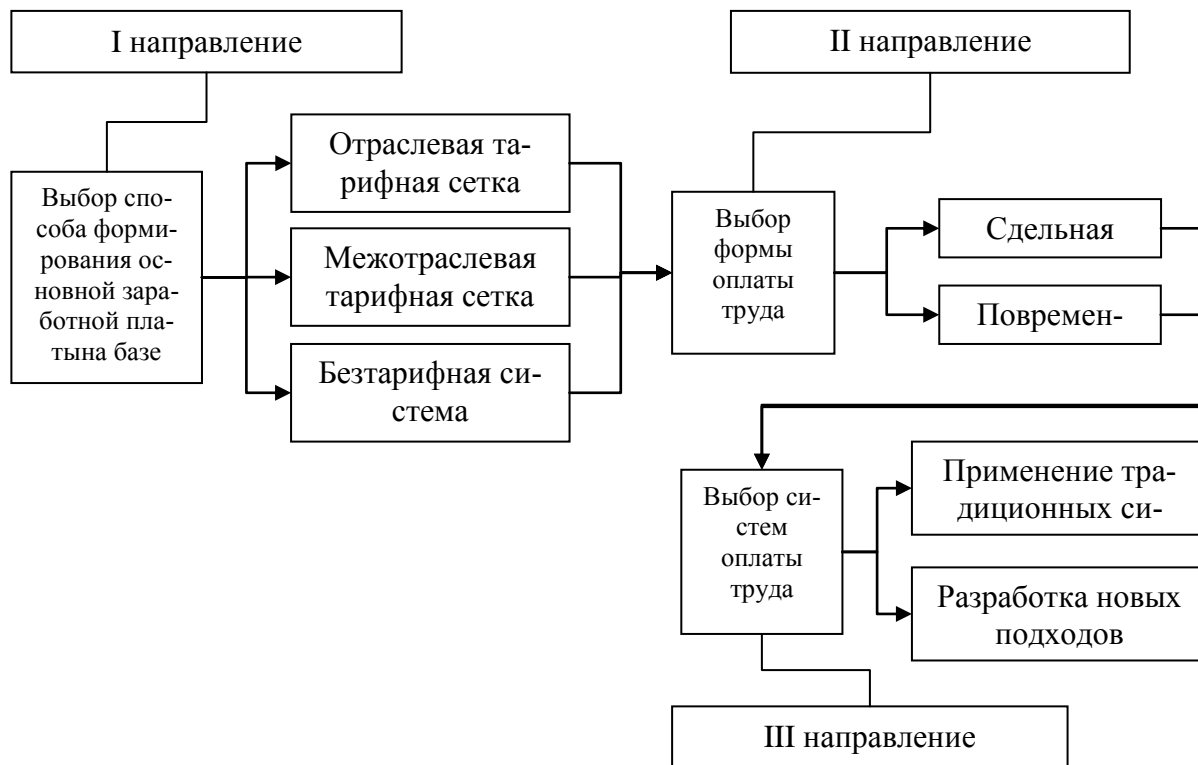 I направление
II направление
Выбор спо-
соба форми-
рования ос-
новной зара-
ботной пла-
тына базе
Отраслевая та-
рифная сетка
Межотраслевая
тарифная сетка
Безтарифная си-
стема
Выбор
формы
оплаты
труда
Сдельная
Повремен-
Выбор си-
стем
оплаты
труда
Применение тра-
диционных си-
Разработка новых
подходов
III направление